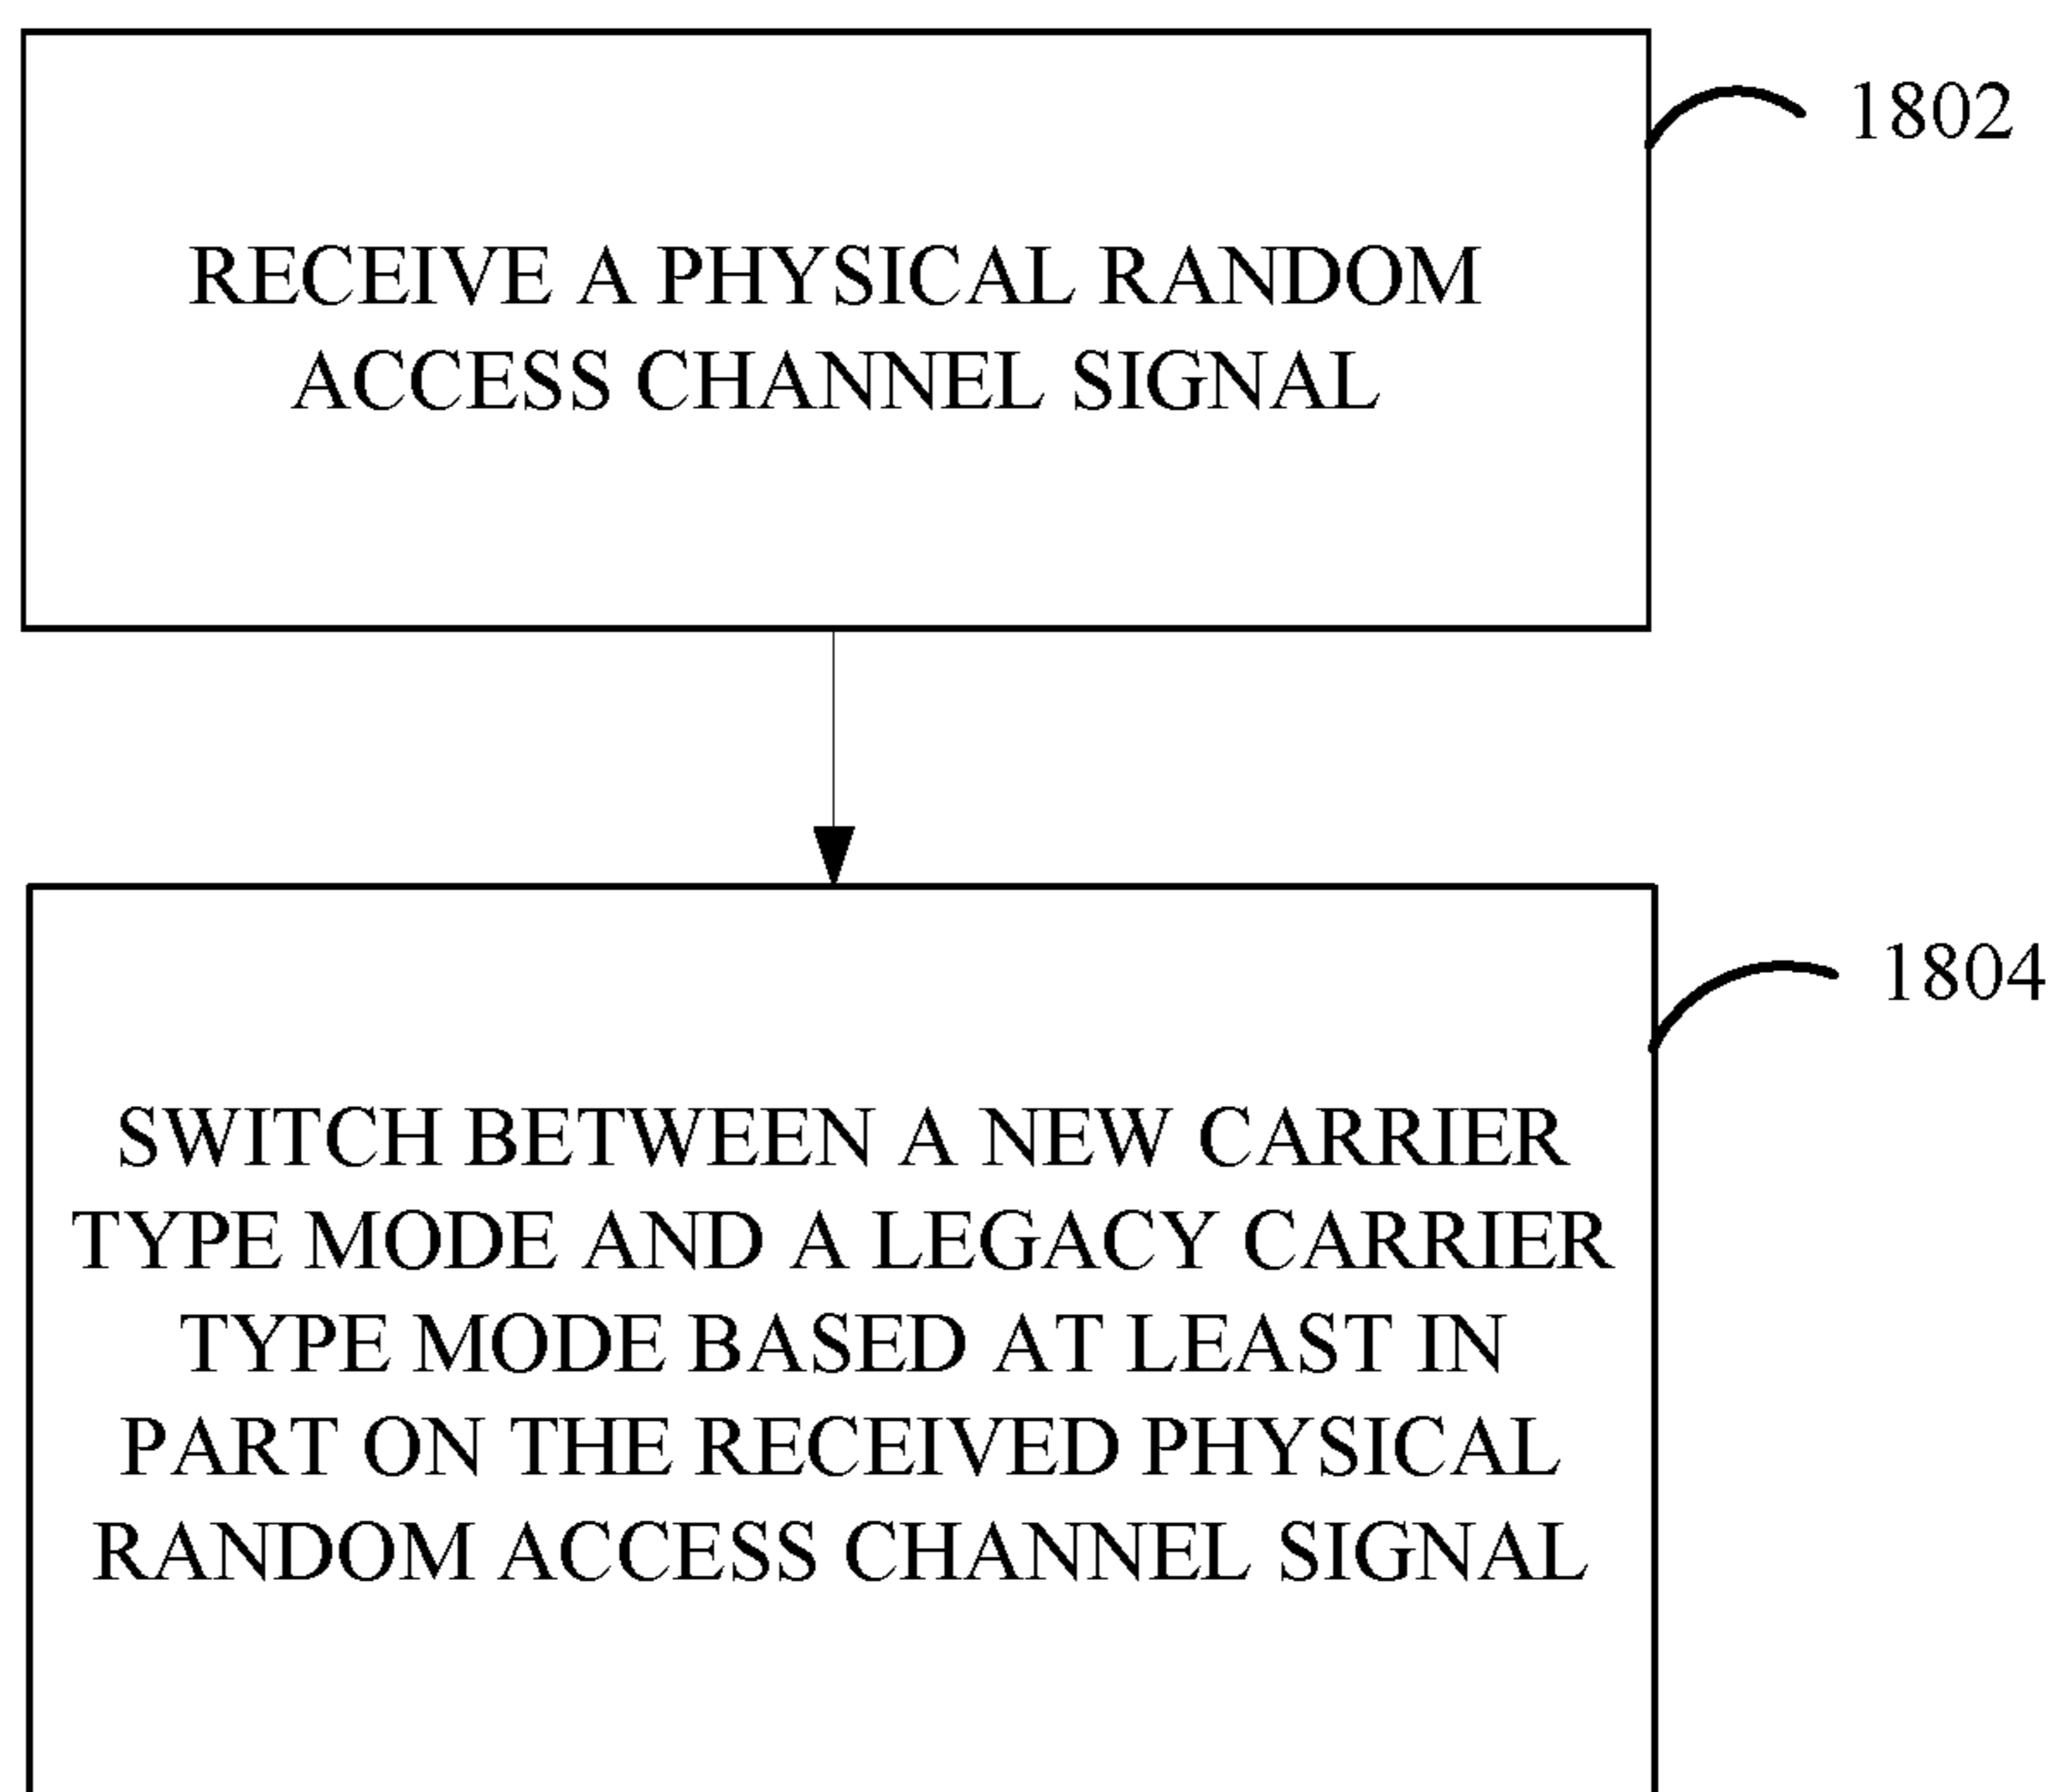 1802
RECEIVE A PHYSICAL RANDOM
ACCESS CHANNEL SIGNAL
1804
SWITCH BETWEEN A NEW CARRIER
TYPE MODE AND A LEGACY CARRIER
TYPE MODE BASED AT LEAST IN
PART ON THE RECEIVED PHYSICAL
RANDOM ACCESS CHANNEL SIGNAL